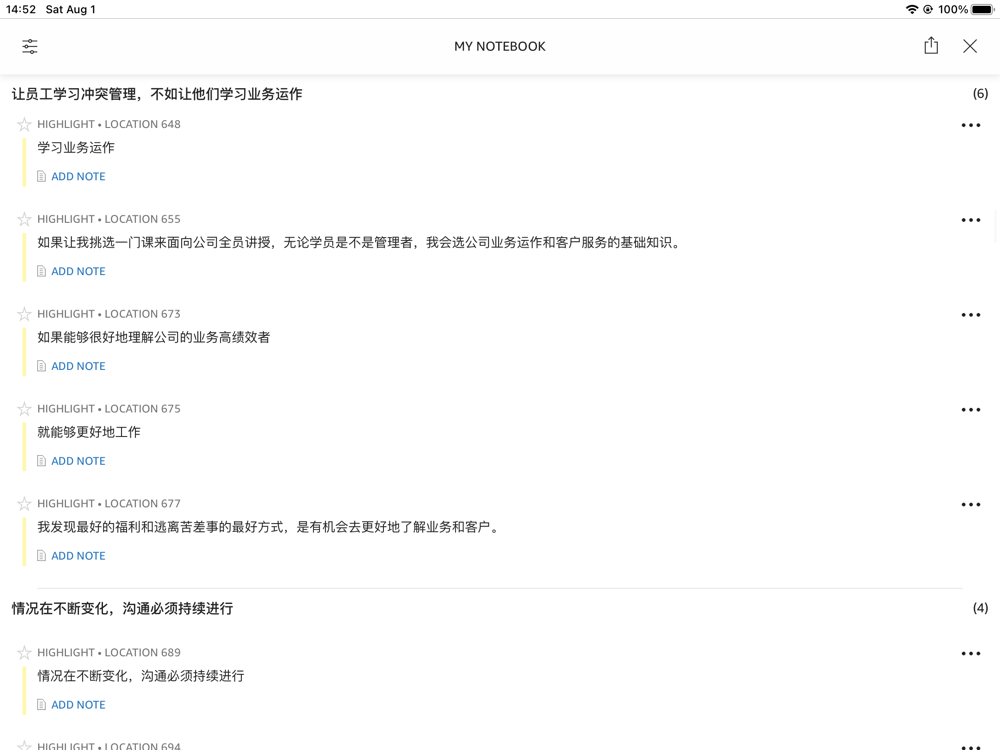 14:52 Sat Aug 1 100%
MY NOTEBOOK
让员工学习冲突管理，不如让他们学习业务运作 (6)
HIGHLIGHT • LOCATION 648
学习业务运作
ADD NOTE
HIGHLIGHT • LOCATION 655
如果让我挑选一门课来面向公司全员讲授，无论学员是不是管理者，我会选公司业务运作和客户服务的基础知识。
ADD NOTE
HIGHLIGHT • LOCATION 673
如果能够很好地理解公司的业务高绩效者
ADD NOTE
HIGHLIGHT • LOCATION 675
就能够更好地工作
ADD NOTE
HIGHLIGHT • LOCATION 677
我发现最好的福利和逃离苦差事的最好方式，是有机会去更好地了解业务和客户。
ADD NOTE
情况在不断变化，沟通必须持续进行 (4)
HIGHLIGHT • LOCATION 689
情况在不断变化，沟通必须持续进行
ADD NOTE
HIGHLIGHT • LOCATION 694